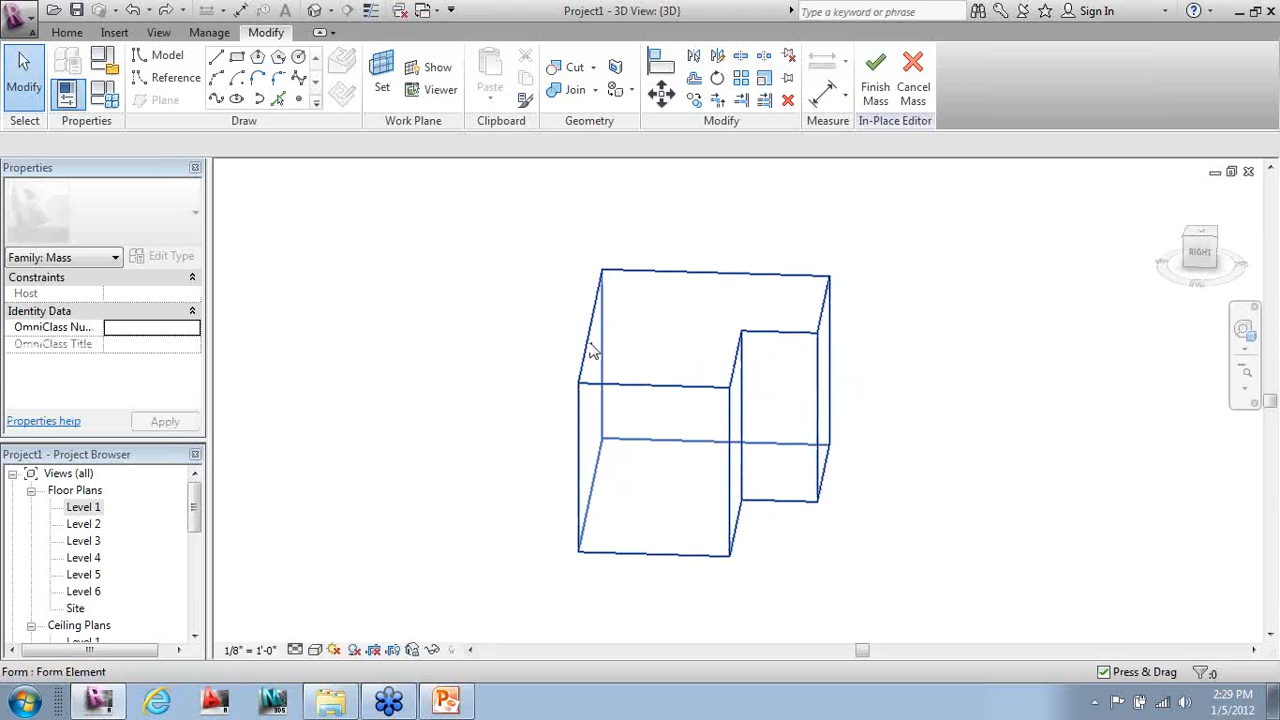 Project1 - 3D View: {3D}
Type a keyword or phrase
Sign In
Home
Insert
View
Manage
Modify
Modify
Model
Reference
Plane
Set
Show
Viewer
Paste
Cut
Join
Finish Mass
Cancel Mass
Select
Properties
Draw
Work Plane
Clipboard
Geometry
Modify
Measure
In-Place Editor
Properties
Family: Mass
Edit Type
Constraints
Host
Identity Data
OmniClass Nu...
OmniClass Title
Properties help
Apply
RIGHT
Project1 - Project Browser
Views (all)
Floor Plans
Level 1
Level 2
Level 3
Level 4
Level 5
Level 6
Site
Ceiling Plans
Level 1
1/8" = 1'-0"
Form : Form Element
Press & Drag
:0
2:29 PM
1/5/2012